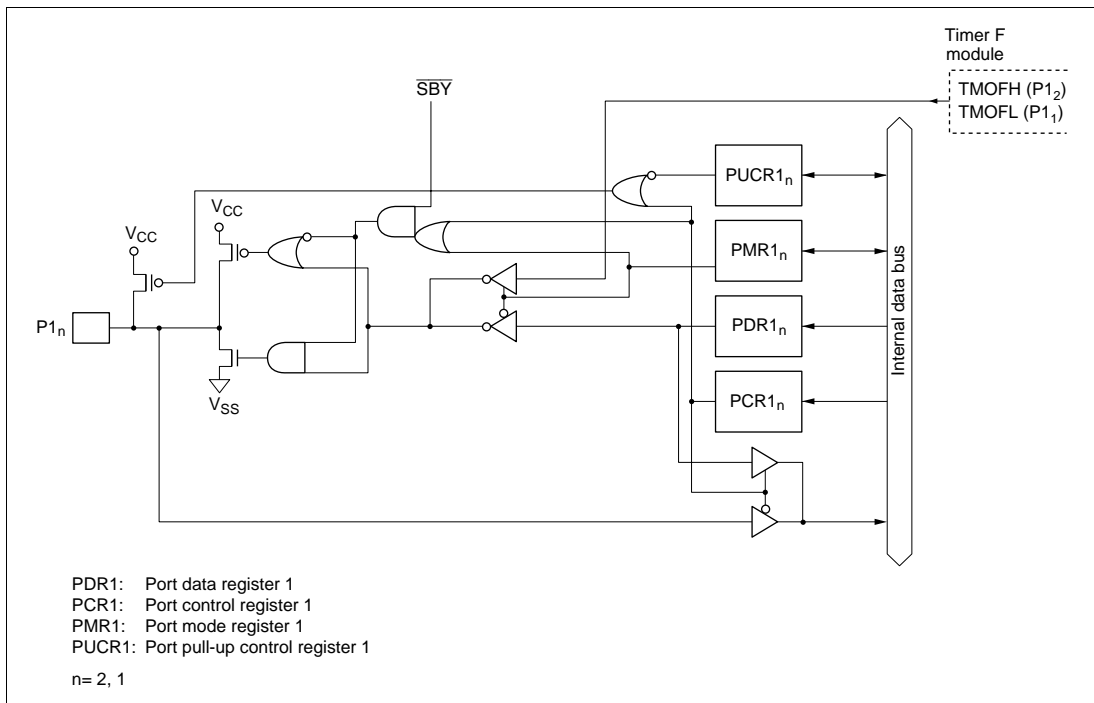 Timer F
module
TMOFH (P1₂)
TMOFL (P1₁)
SBY
PUCR1ₙ
V_CC
V_CC
PMR1ₙ
P1ₙ
PDR1ₙ
Internal data bus
V_SS
PCR1ₙ
PDR1: Port data register 1
PCR1: Port control register 1
PMR1: Port mode register 1
PUCR1: Port pull-up control register 1
n= 2, 1